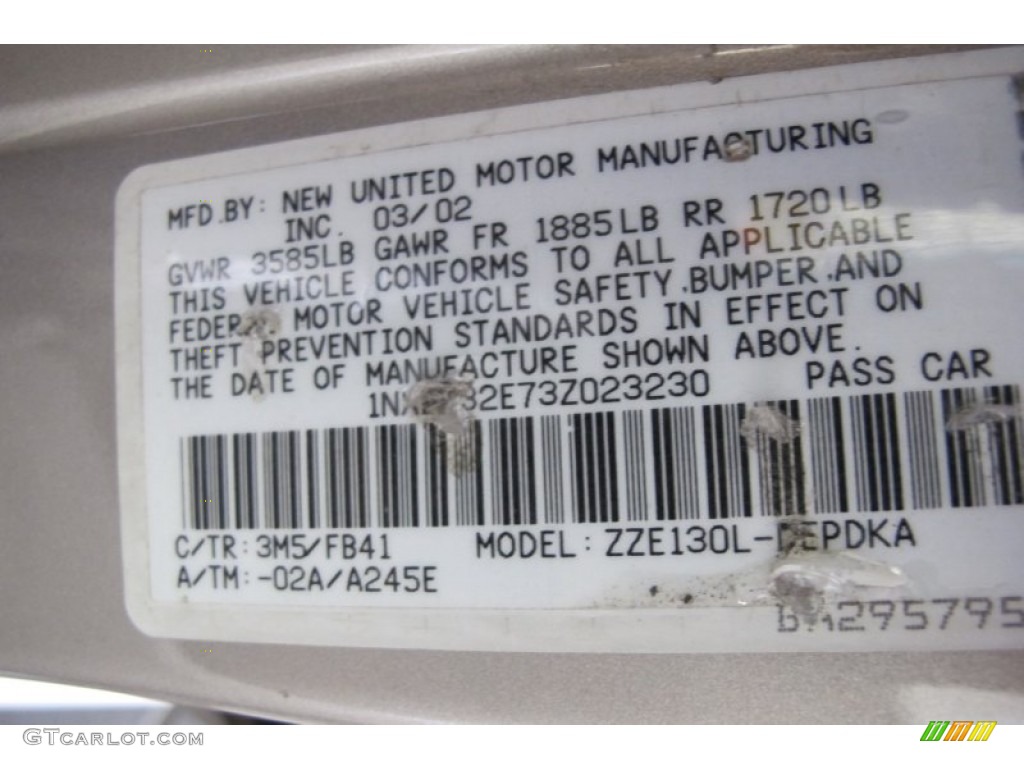 MFD.BY: NEW UNITED MOTOR MANUFACTURING
INC. 03/02
GVWR 3585LB GAWR FR 1885LB RR 1720LB
THIS VEHICLE CONFORMS TO ALL APPLICABLE
FEDERAL MOTOR VEHICLE SAFETY.BUMPER.AND
THEFT PREVENTION STANDARDS IN EFFECT ON
THE DATE OF MANUFACTURE SHOWN ABOVE.
PASS CAR
C/TR:3M5/FB41 MODEL:ZZE130L-DEPDKA
A/TM:-02A/A245E
GTCARLOT.COM